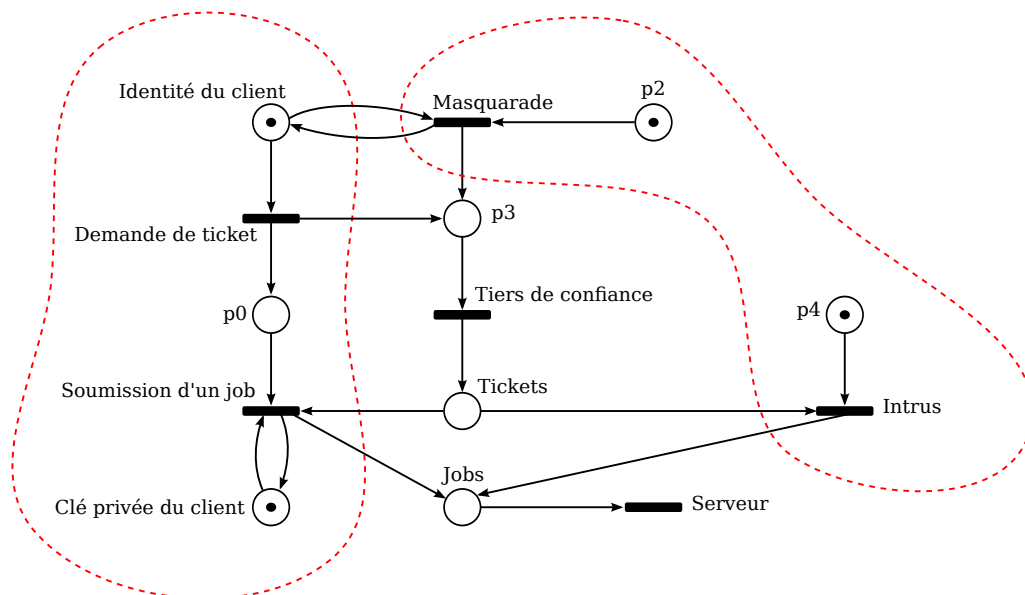 Identité du client
Masquarade
p2
p3
Demande de ticket
Tiers de confiance
p0
p4
Soumission d'un job
Tickets
Intrus
Jobs
Clé privée du client
Serveur